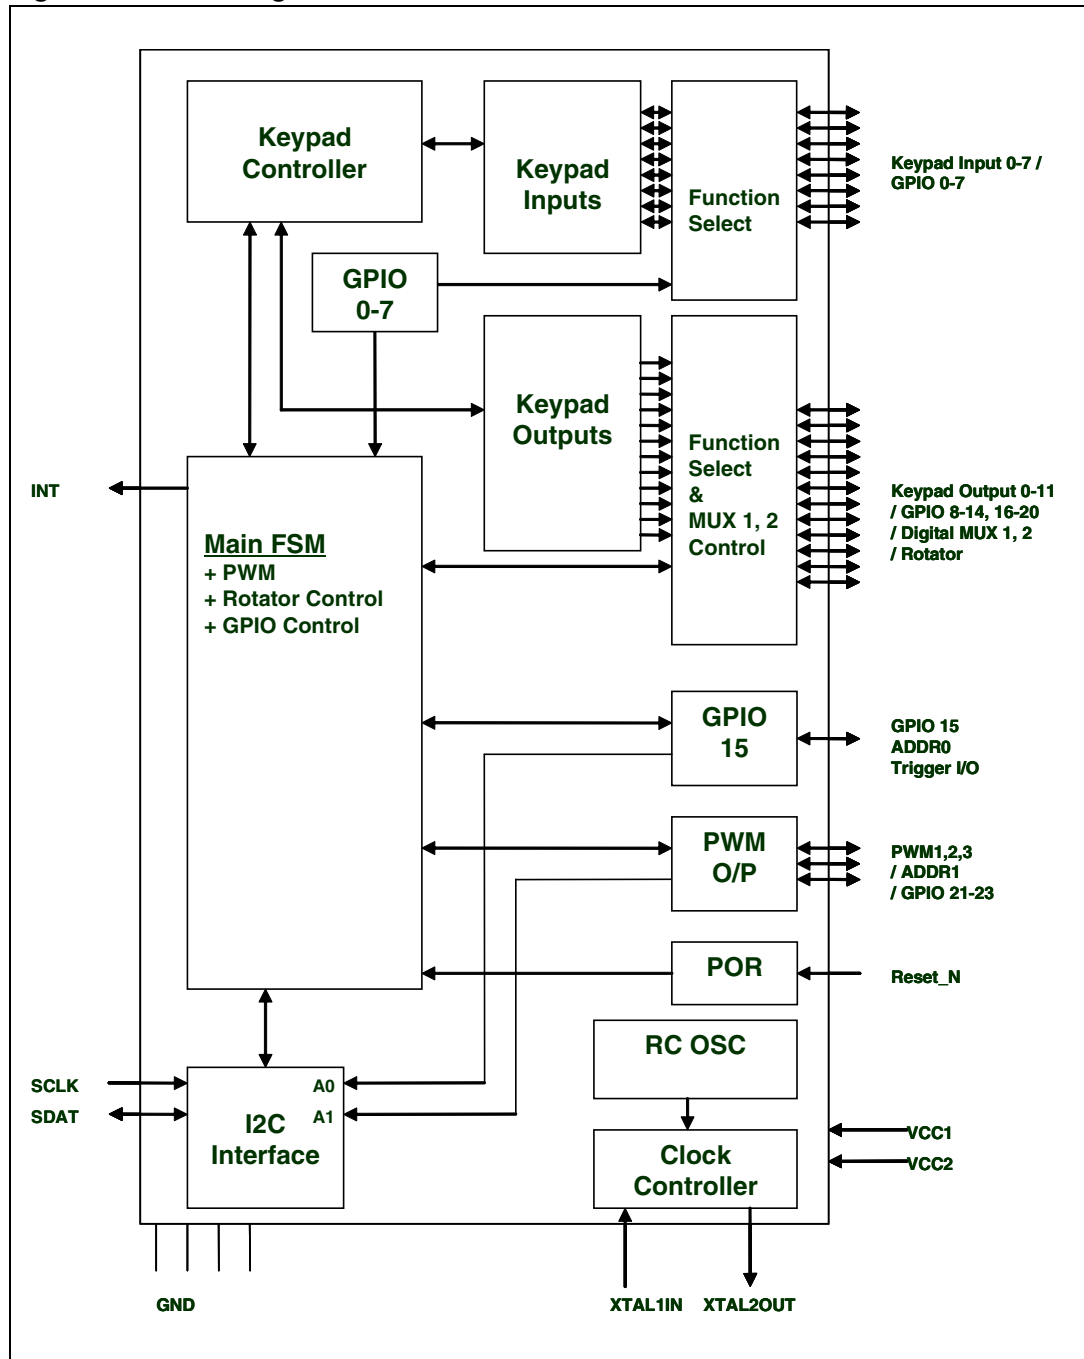 Keypad
Controller
Keypad
Inputs
Function
Select
Keypad Input 0-7 /
GPIO 0-7
GPIO
0-7
Keypad
Outputs
Function
Select
&
MUX 1, 2
Control
Keypad Output 0-11
/ GPIO 8-14, 16-20
/ Digital MUX 1, 2
/ Rotator
INT
Main FSM
+ PWM
+ Rotator Control
+ GPIO Control
GPIO
15
GPIO 15
ADDR0
Trigger I/O
PWM
O/P
PWM1,2,3
/ ADDR1
/ GPIO 21-23
POR
Reset_N
RC OSC
SCLK
SDAT
A0
A1
I2C
Interface
Clock
Controller
VCC1
VCC2
GND
XTAL1IN
XTAL2OUT